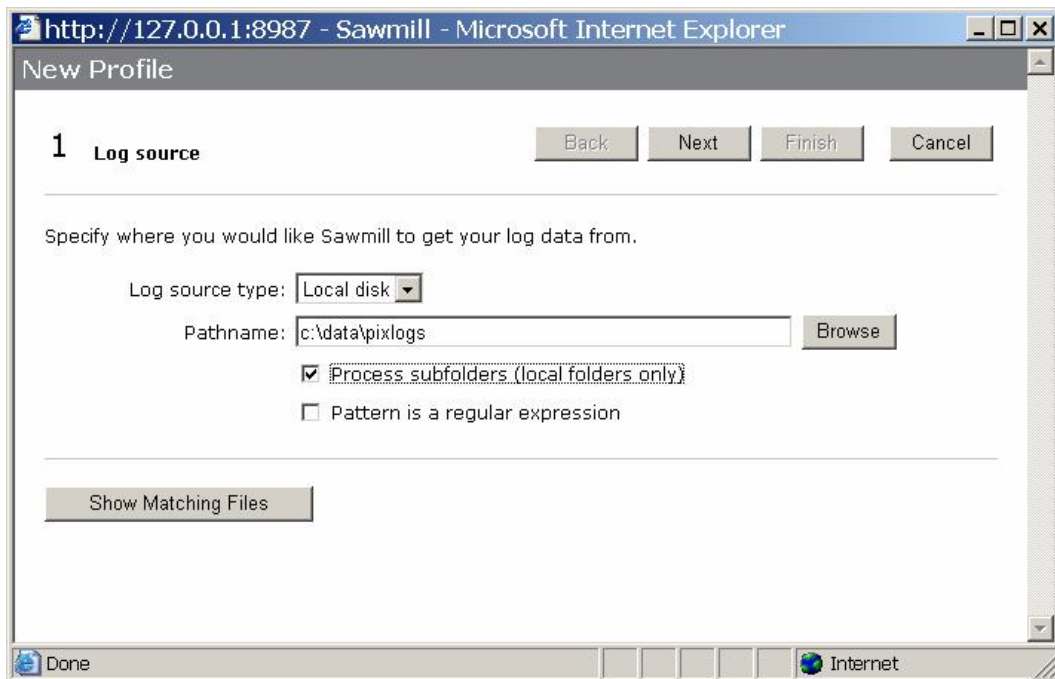 http://127.0.0.1:8987 - Sawmill - Microsoft Internet Explorer
New Profile
1 Log source Back Next Finish Cancel
Specify where you would like Sawmill to get your log data from.
Log source type: Local disk
Pathname: c:\data\pixlogs Browse
Process subfolders (local folders only)
Pattern is a regular expression
Show Matching Files
Done Internet